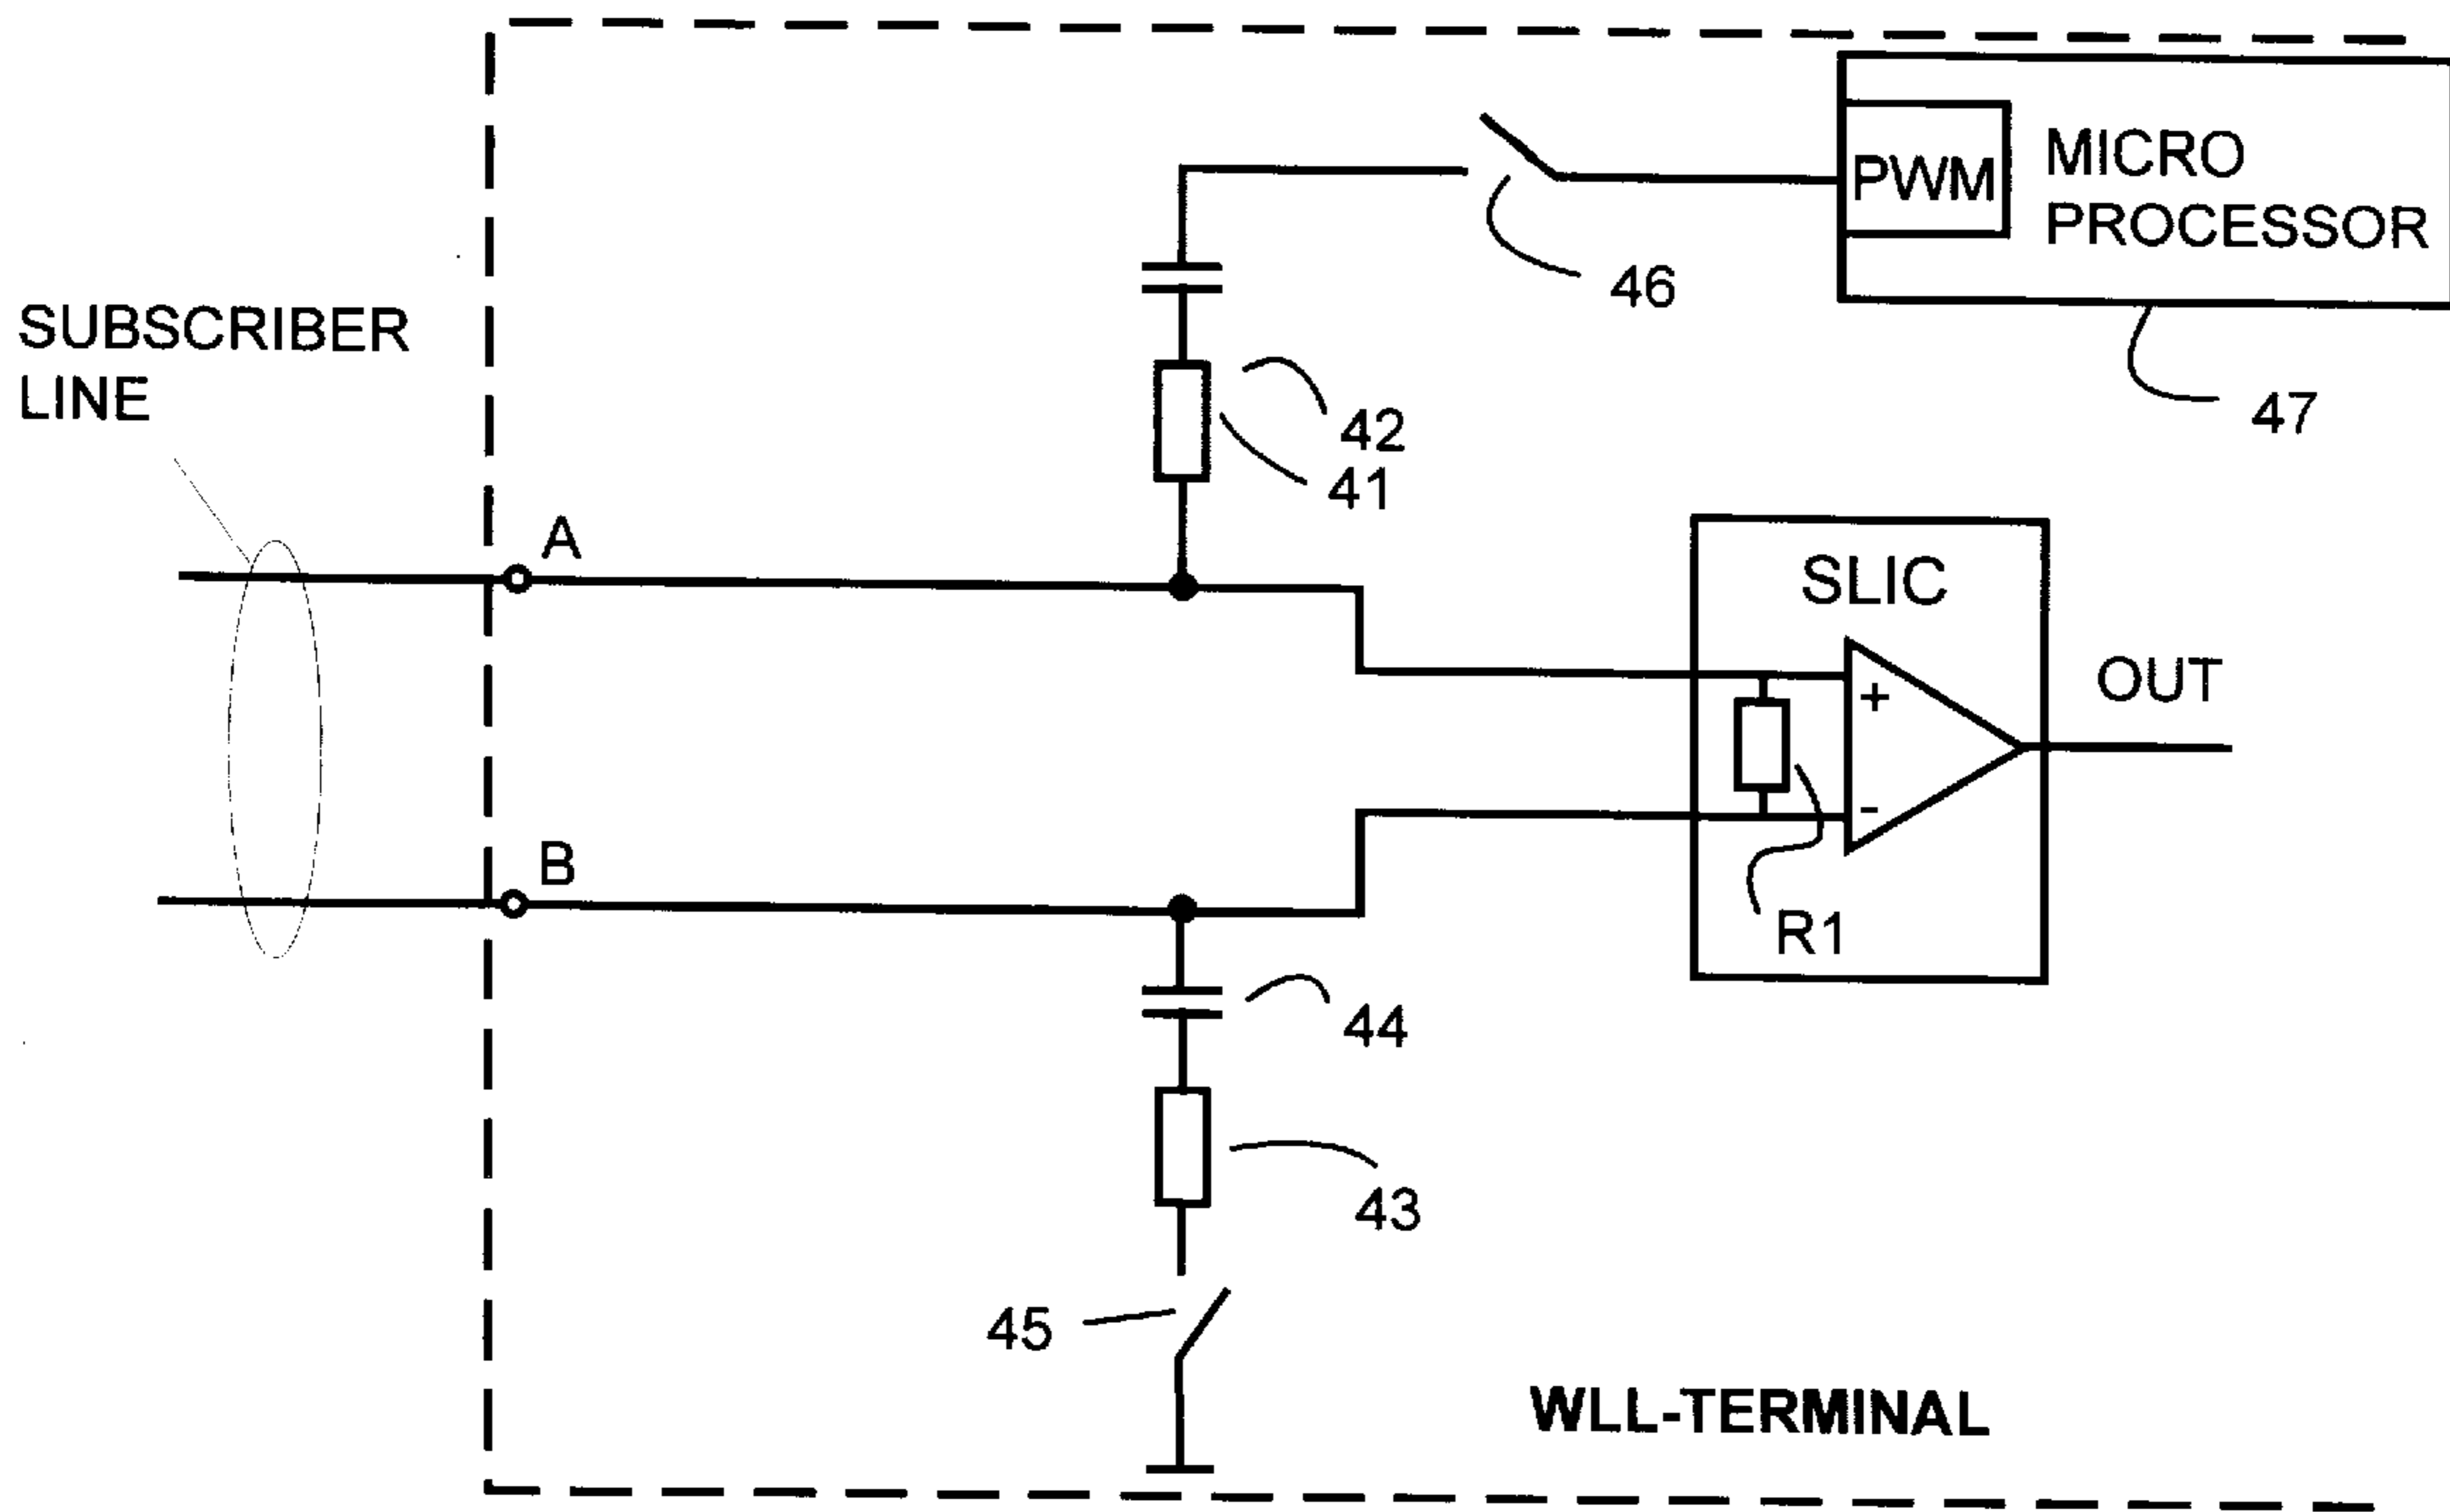 MICRO
PROCESSOR
PWM
46
SUBSCRIBER
LINE
42
41
47
A
SLIC
+
OUT
-
B
R1
44
43
45
WLL-TERMINAL